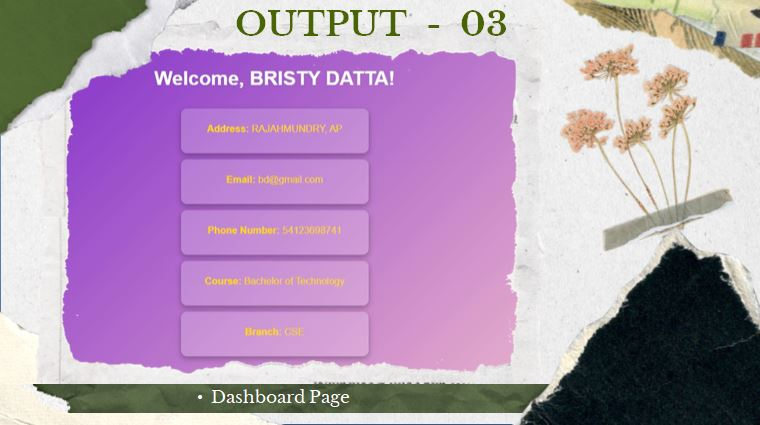 OUTPUT - 03
Welcome, BRISTY DATTA!
Address: RAJAHMUNDRY, AP
Email: bd@gmail.com
Phone Number: 54123698741
Course: Bachelor of Technology
Branch: CSE
• Dashboard Page